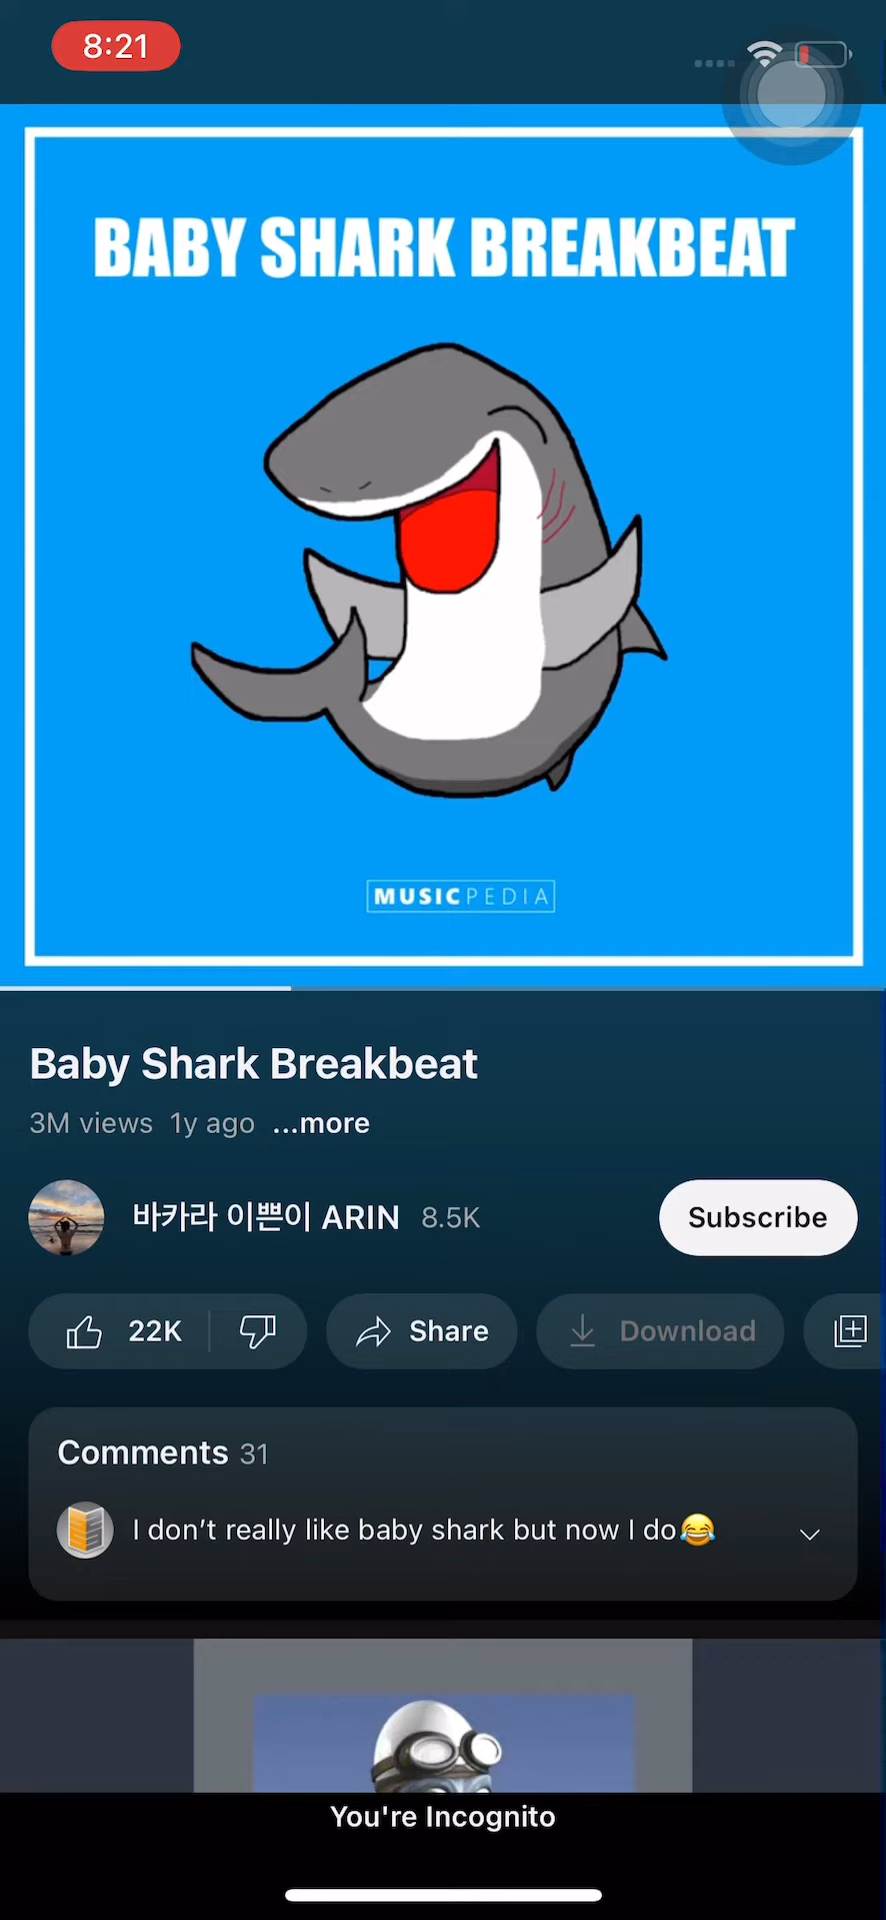 8:21
BABY SHARK BREAKBEAT
MUSICPEDIA
Baby Shark Breakbeat
3M views 1y ago ...more
바카라 이쁜이 ARIN 8.5K
Subscribe
22K
Share
Download
Comments 31
I don't really like baby shark but now I do😂
You're Incognito